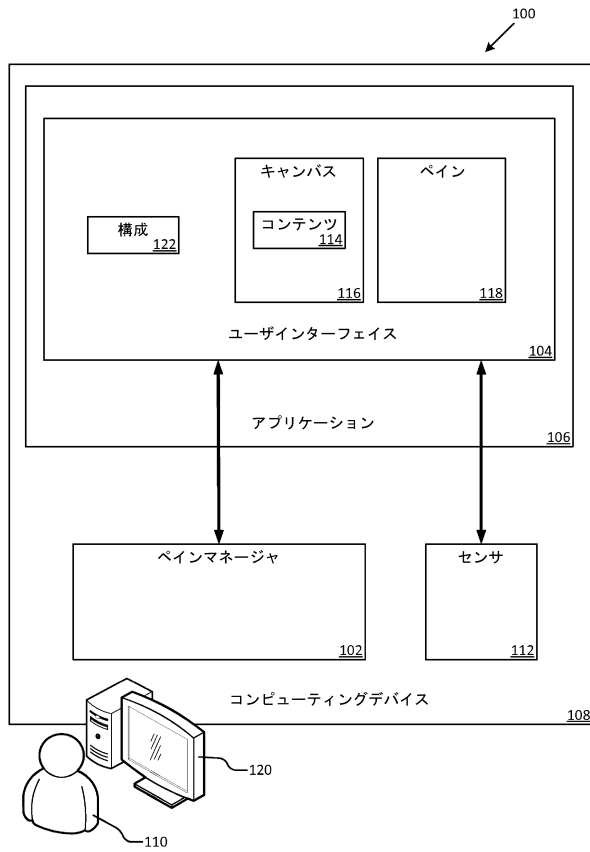 100
キャンバス
ペイン
構成
122
コンテンツ
114
116
118
ユーザインターフェイス
104
アプリケーション
106
ペインマネージャ
センサ
102
112
コンピューティングデバイス
108
120
110